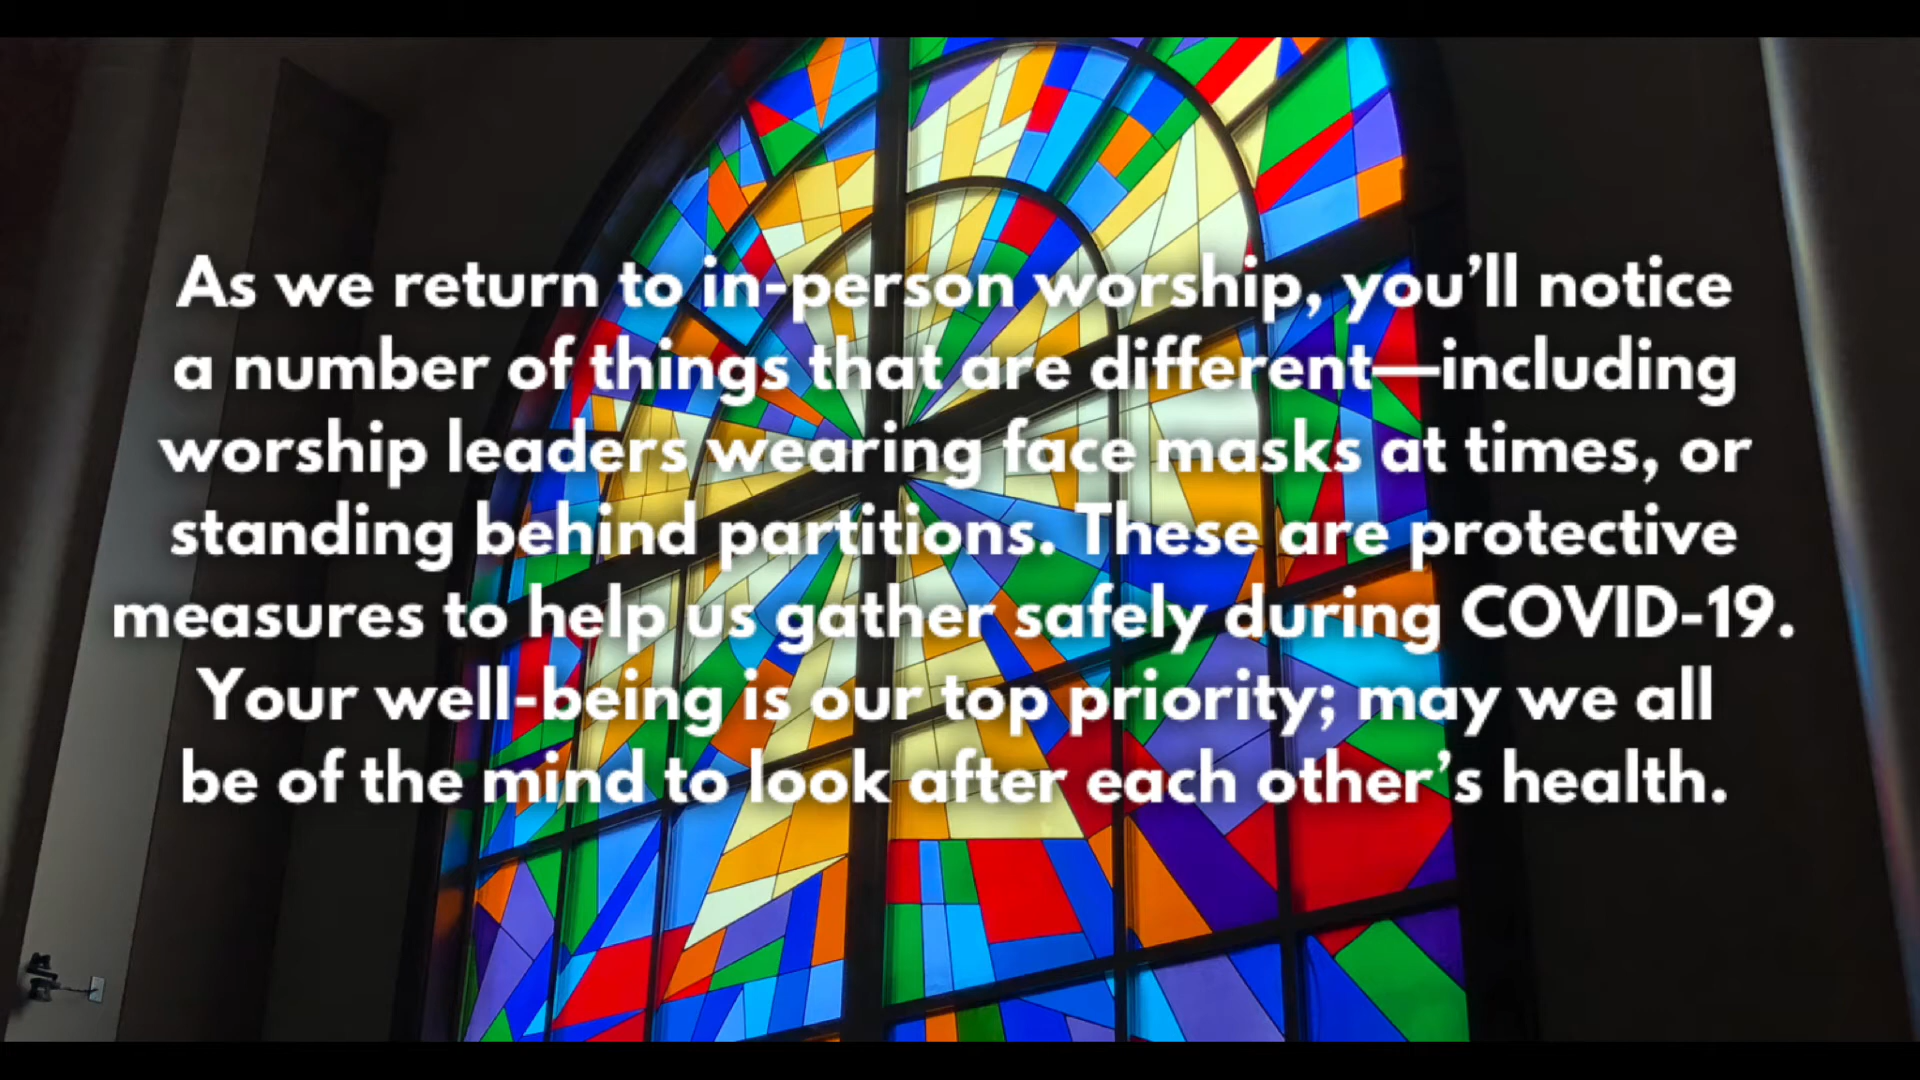 As we return to in-person worship, you’ll notice
a number of things that are different—including
worship leaders wearing face masks at times, or
standing behind partitions. These are protective
measures to help us gather safely during COVID-19.
Your well-being is our top priority; may we all
be of the mind to look after each other’s health.